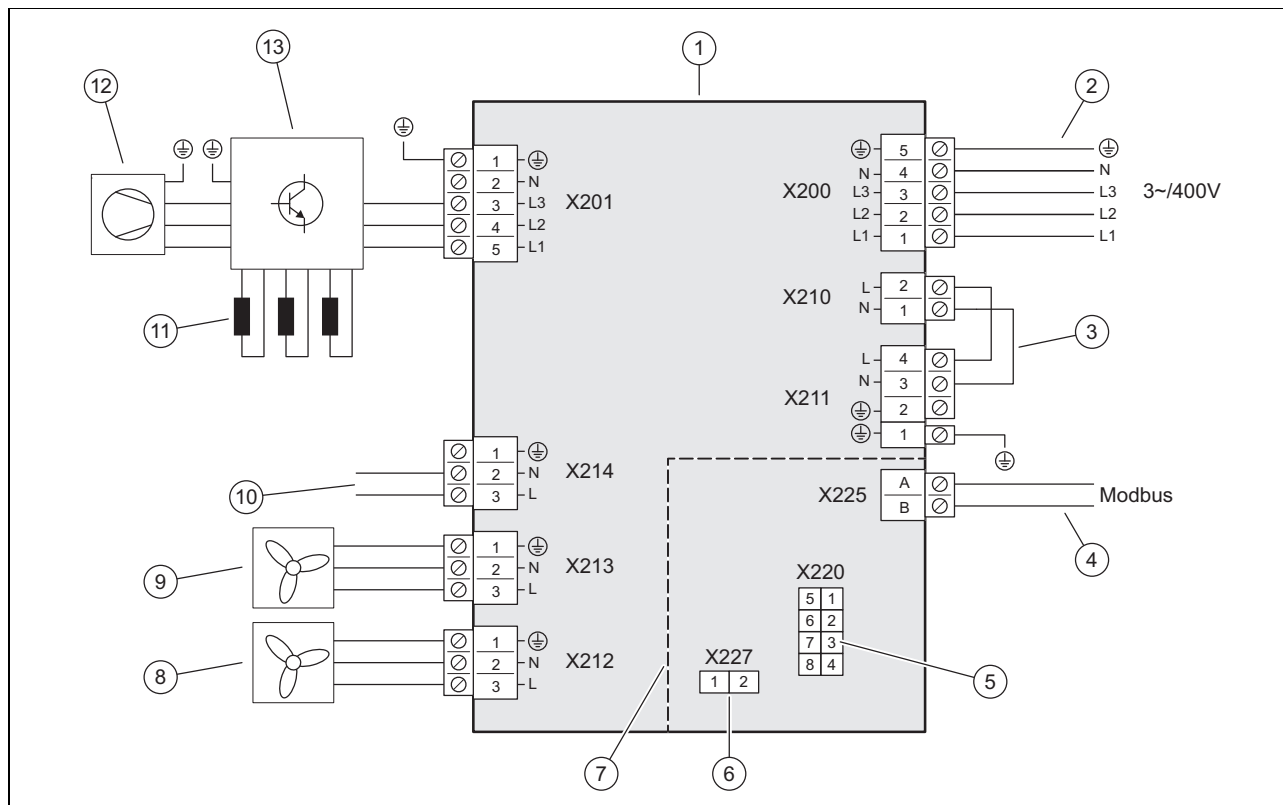 13
1
12
2
1
2 N
3 L3
4 L2
5 L1
X201
X200
5
N 4
L3 3
L2 2
L1 1
N
L3
L2
L1
3~/400V
X210
L 2
N 1
3
11
X211
L 4
N 3
2
1
X214
1
2 N
3 L
10
X225
A
B
Modbus
4
X213
1
2 N
3 L
9
X220
5 1
6 2
7 3
8 4
5
X212
1
2 N
3 L
8
X227
1 2
7
6